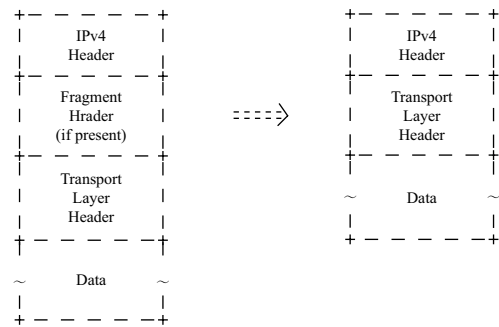 IPv4
Header
Fragment
Hrader
(if present)
Transport
Layer
Header
Data
IPv4
Header
Transport
Layer
Header
Data